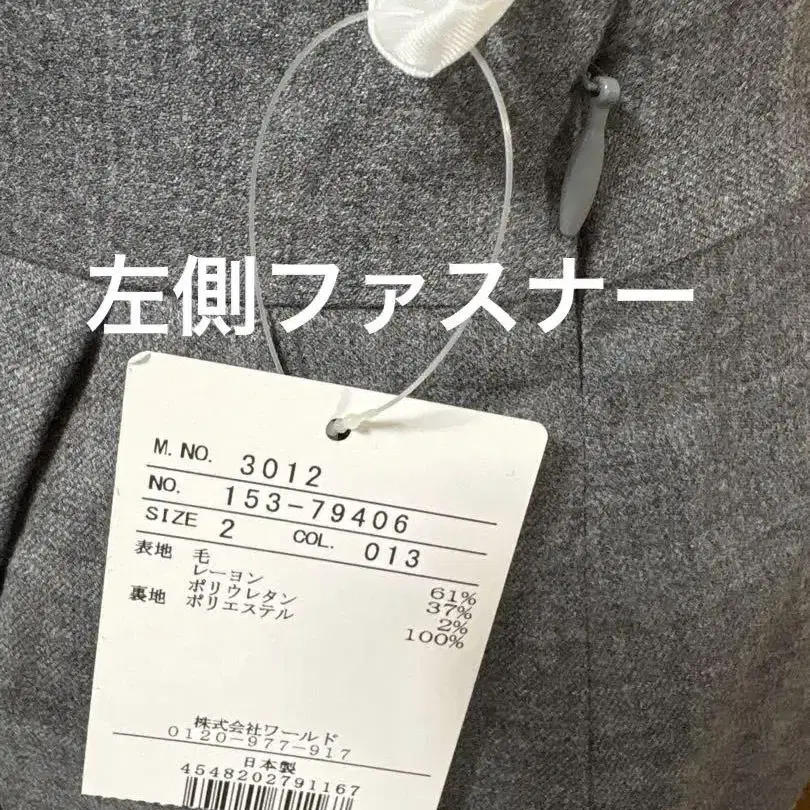 左側ファスナー
M. NO. 3012
NO. 153-79406
SIZE 2 COL. 013
表地 毛 61%
レーヨン 37%
ポリウレタン 2%
裏地 ポリエステル 100%
株式会社ワールド
0120-977-917
日本製
4548202791167